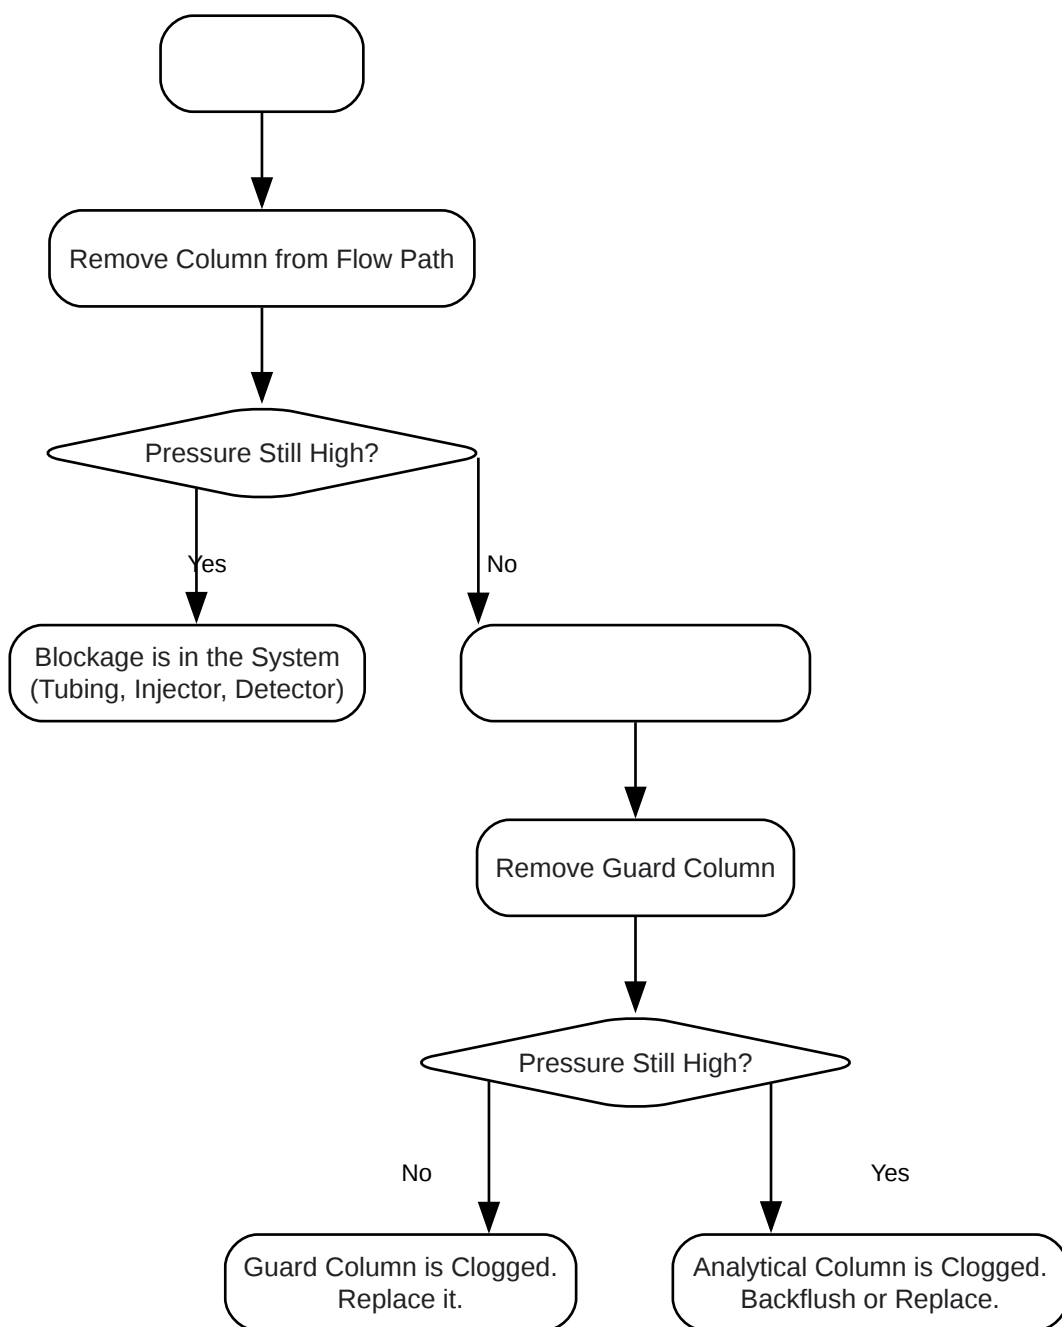 Remove Column from Flow Path
Pressure Still High?
Yes
No
Blockage is in the System
(Tubing, Injector, Detector)
Remove Guard Column
Pressure Still High?
No
Yes
Guard Column is Clogged.
Replace it.
Analytical Column is Clogged.
Backflush or Replace.